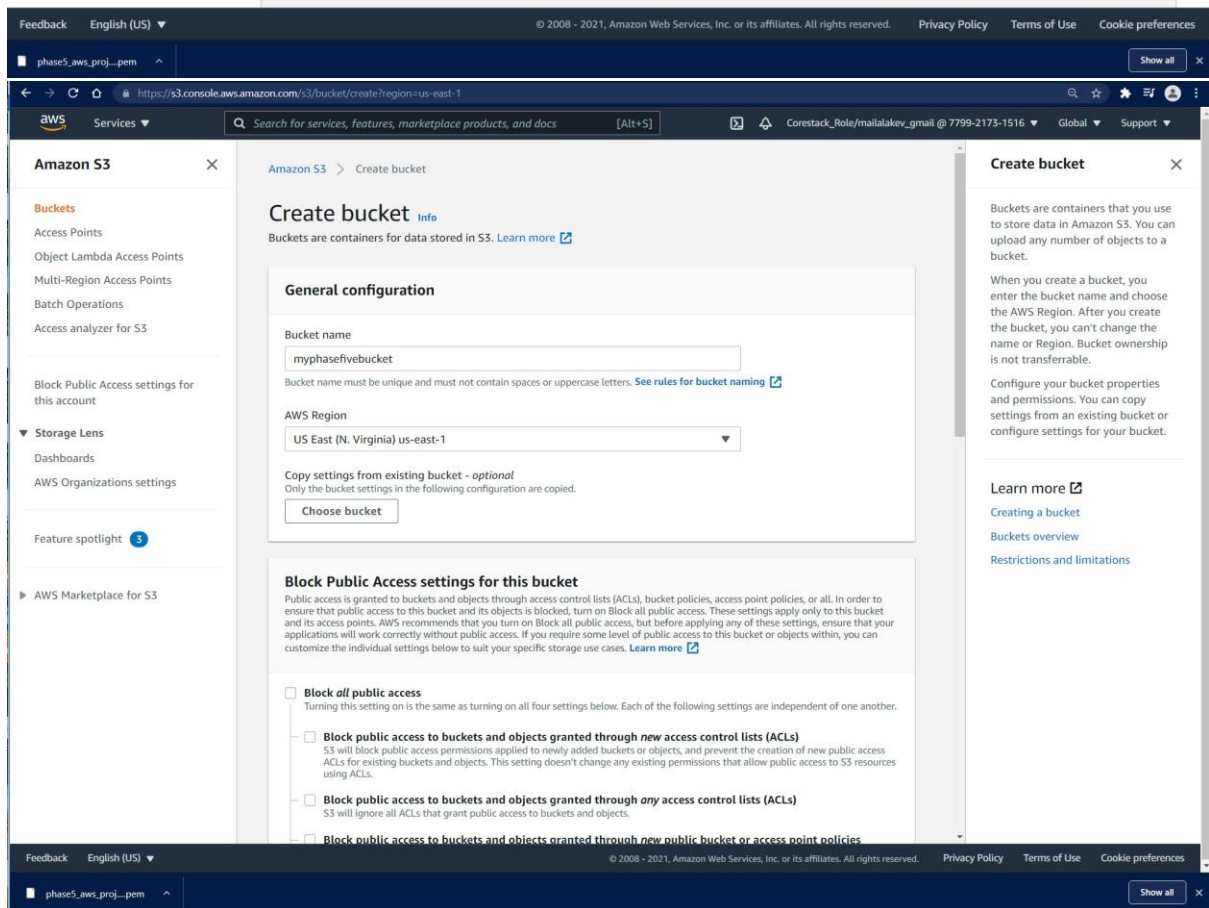 Feedback English (US) ▼ © 2008 - 2021, Amazon Web Services, Inc. or its affiliates. All rights reserved. Privacy Policy Terms of Use Cookie preferences
phase5_aws_proj....pem Show all
https://s3.console.aws.amazon.com/s3/bucket/create?region=us-east-1
aws Services ▼ Search for services, features, marketplace products, and docs [Alt+S] Corestack_Role/mailalakev_gmail @ 7799-2173-1516 ▼ Global ▼ Support ▼
Amazon S3
Buckets
Access Points
Object Lambda Access Points
Multi-Region Access Points
Batch Operations
Access analyzer for S3
Block Public Access settings for
this account
▼ Storage Lens
Dashboards
AWS Organizations settings
Feature spotlight 3
▶ AWS Marketplace for S3
Amazon S3 > Create bucket
Create bucket Info
Buckets are containers for data stored in S3. Learn more
General configuration
Bucket name
myphasefivebucket
Bucket name must be unique and must not contain spaces or uppercase letters. See rules for bucket naming
AWS Region
US East (N. Virginia) us-east-1
Copy settings from existing bucket - optional
Only the bucket settings in the following configuration are copied.
Choose bucket
Block Public Access settings for this bucket
Public access is granted to buckets and objects through access control lists (ACLs), bucket policies, access point policies, or all. In order to
ensure that public access to this bucket and its objects is blocked, turn on Block all public access. These settings apply only to this bucket
and its access points. AWS recommends that you turn on Block all public access, but before applying any of these settings, ensure that your
applications will work correctly without public access. If you require some level of public access to this bucket or objects within, you can
customize the individual settings below to suit your specific storage use cases. Learn more
Block all public access
Turning this setting on is the same as turning on all four settings below. Each of the following settings are independent of one another.
Block public access to buckets and objects granted through new access control lists (ACLs)
S3 will block public access permissions applied to newly added buckets or objects, and prevent the creation of new public access
ACLs for existing buckets and objects. This setting doesn't change any existing permissions that allow public access to S3 resources
using ACLs.
Block public access to buckets and objects granted through any access control lists (ACLs)
S3 will ignore all ACLs that grant public access to buckets and objects.
Block public access to buckets and objects granted through new public bucket or access point policies
Create bucket
Buckets are containers that you use
to store data in Amazon S3. You can
upload any number of objects to a
bucket.
When you create a bucket, you
enter the bucket name and choose
the AWS Region. After you create
the bucket, you can't change the
name or Region. Bucket ownership
is not transferrable.
Configure your bucket properties
and permissions. You can copy
settings from an existing bucket or
configure settings for your bucket.
Learn more
Creating a bucket
Buckets overview
Restrictions and limitations
Feedback English (US) ▼ © 2008 - 2021, Amazon Web Services, Inc. or its affiliates. All rights reserved. Privacy Policy Terms of Use Cookie preferences
phase5_aws_proj....pem Show all